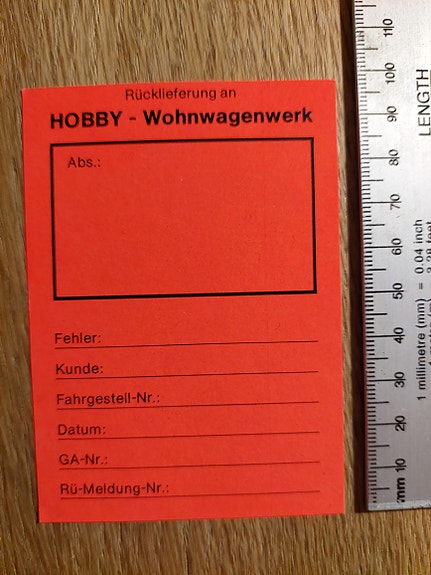 Rücklieferung an
HOBBY - Wohnwagenwerk
Abs.:
Fehler:
Kunde:
Fahrgestell-Nr.:
Datum:
GA-Nr.:
Rü-Meldung-Nr.:
110
100
90
80
70
60
50
40
30
20
10
mm
LENGTH
1 millimetre (mm) = 0.04 inch